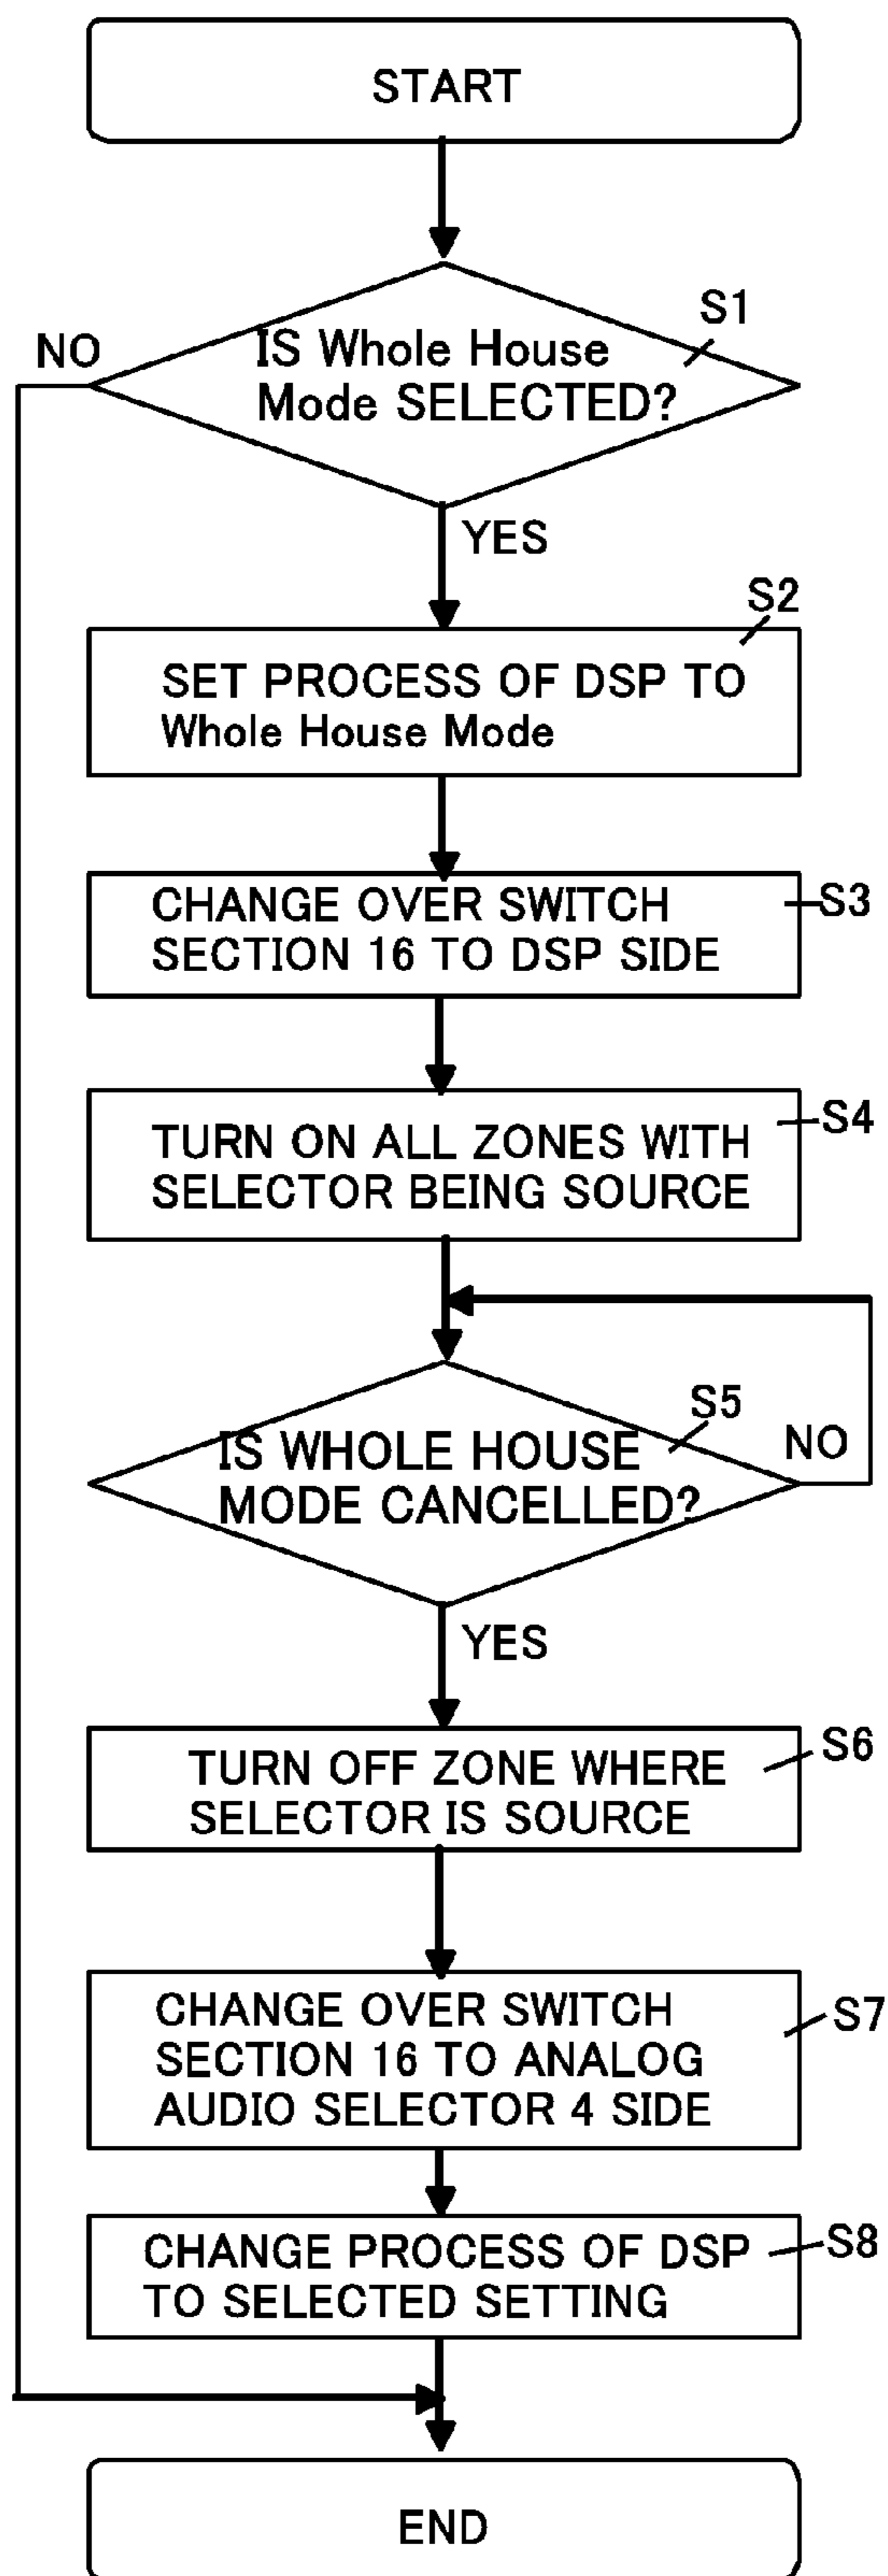 START
S1
NO
IS Whole House
Mode SELECTED?
YES
S2
SET PROCESS OF DSP TO
Whole House Mode
S3
CHANGE OVER SWITCH
SECTION 16 TO DSP SIDE
S4
TURN ON ALL ZONES WITH
SELECTOR BEING SOURCE
S5
IS WHOLE HOUSE
MODE CANCELLED?
NO
YES
S6
TURN OFF ZONE WHERE
SELECTOR IS SOURCE
S7
CHANGE OVER SWITCH
SECTION 16 TO ANALOG
AUDIO SELECTOR 4 SIDE
S8
CHANGE PROCESS OF DSP
TO SELECTED SETTING
END